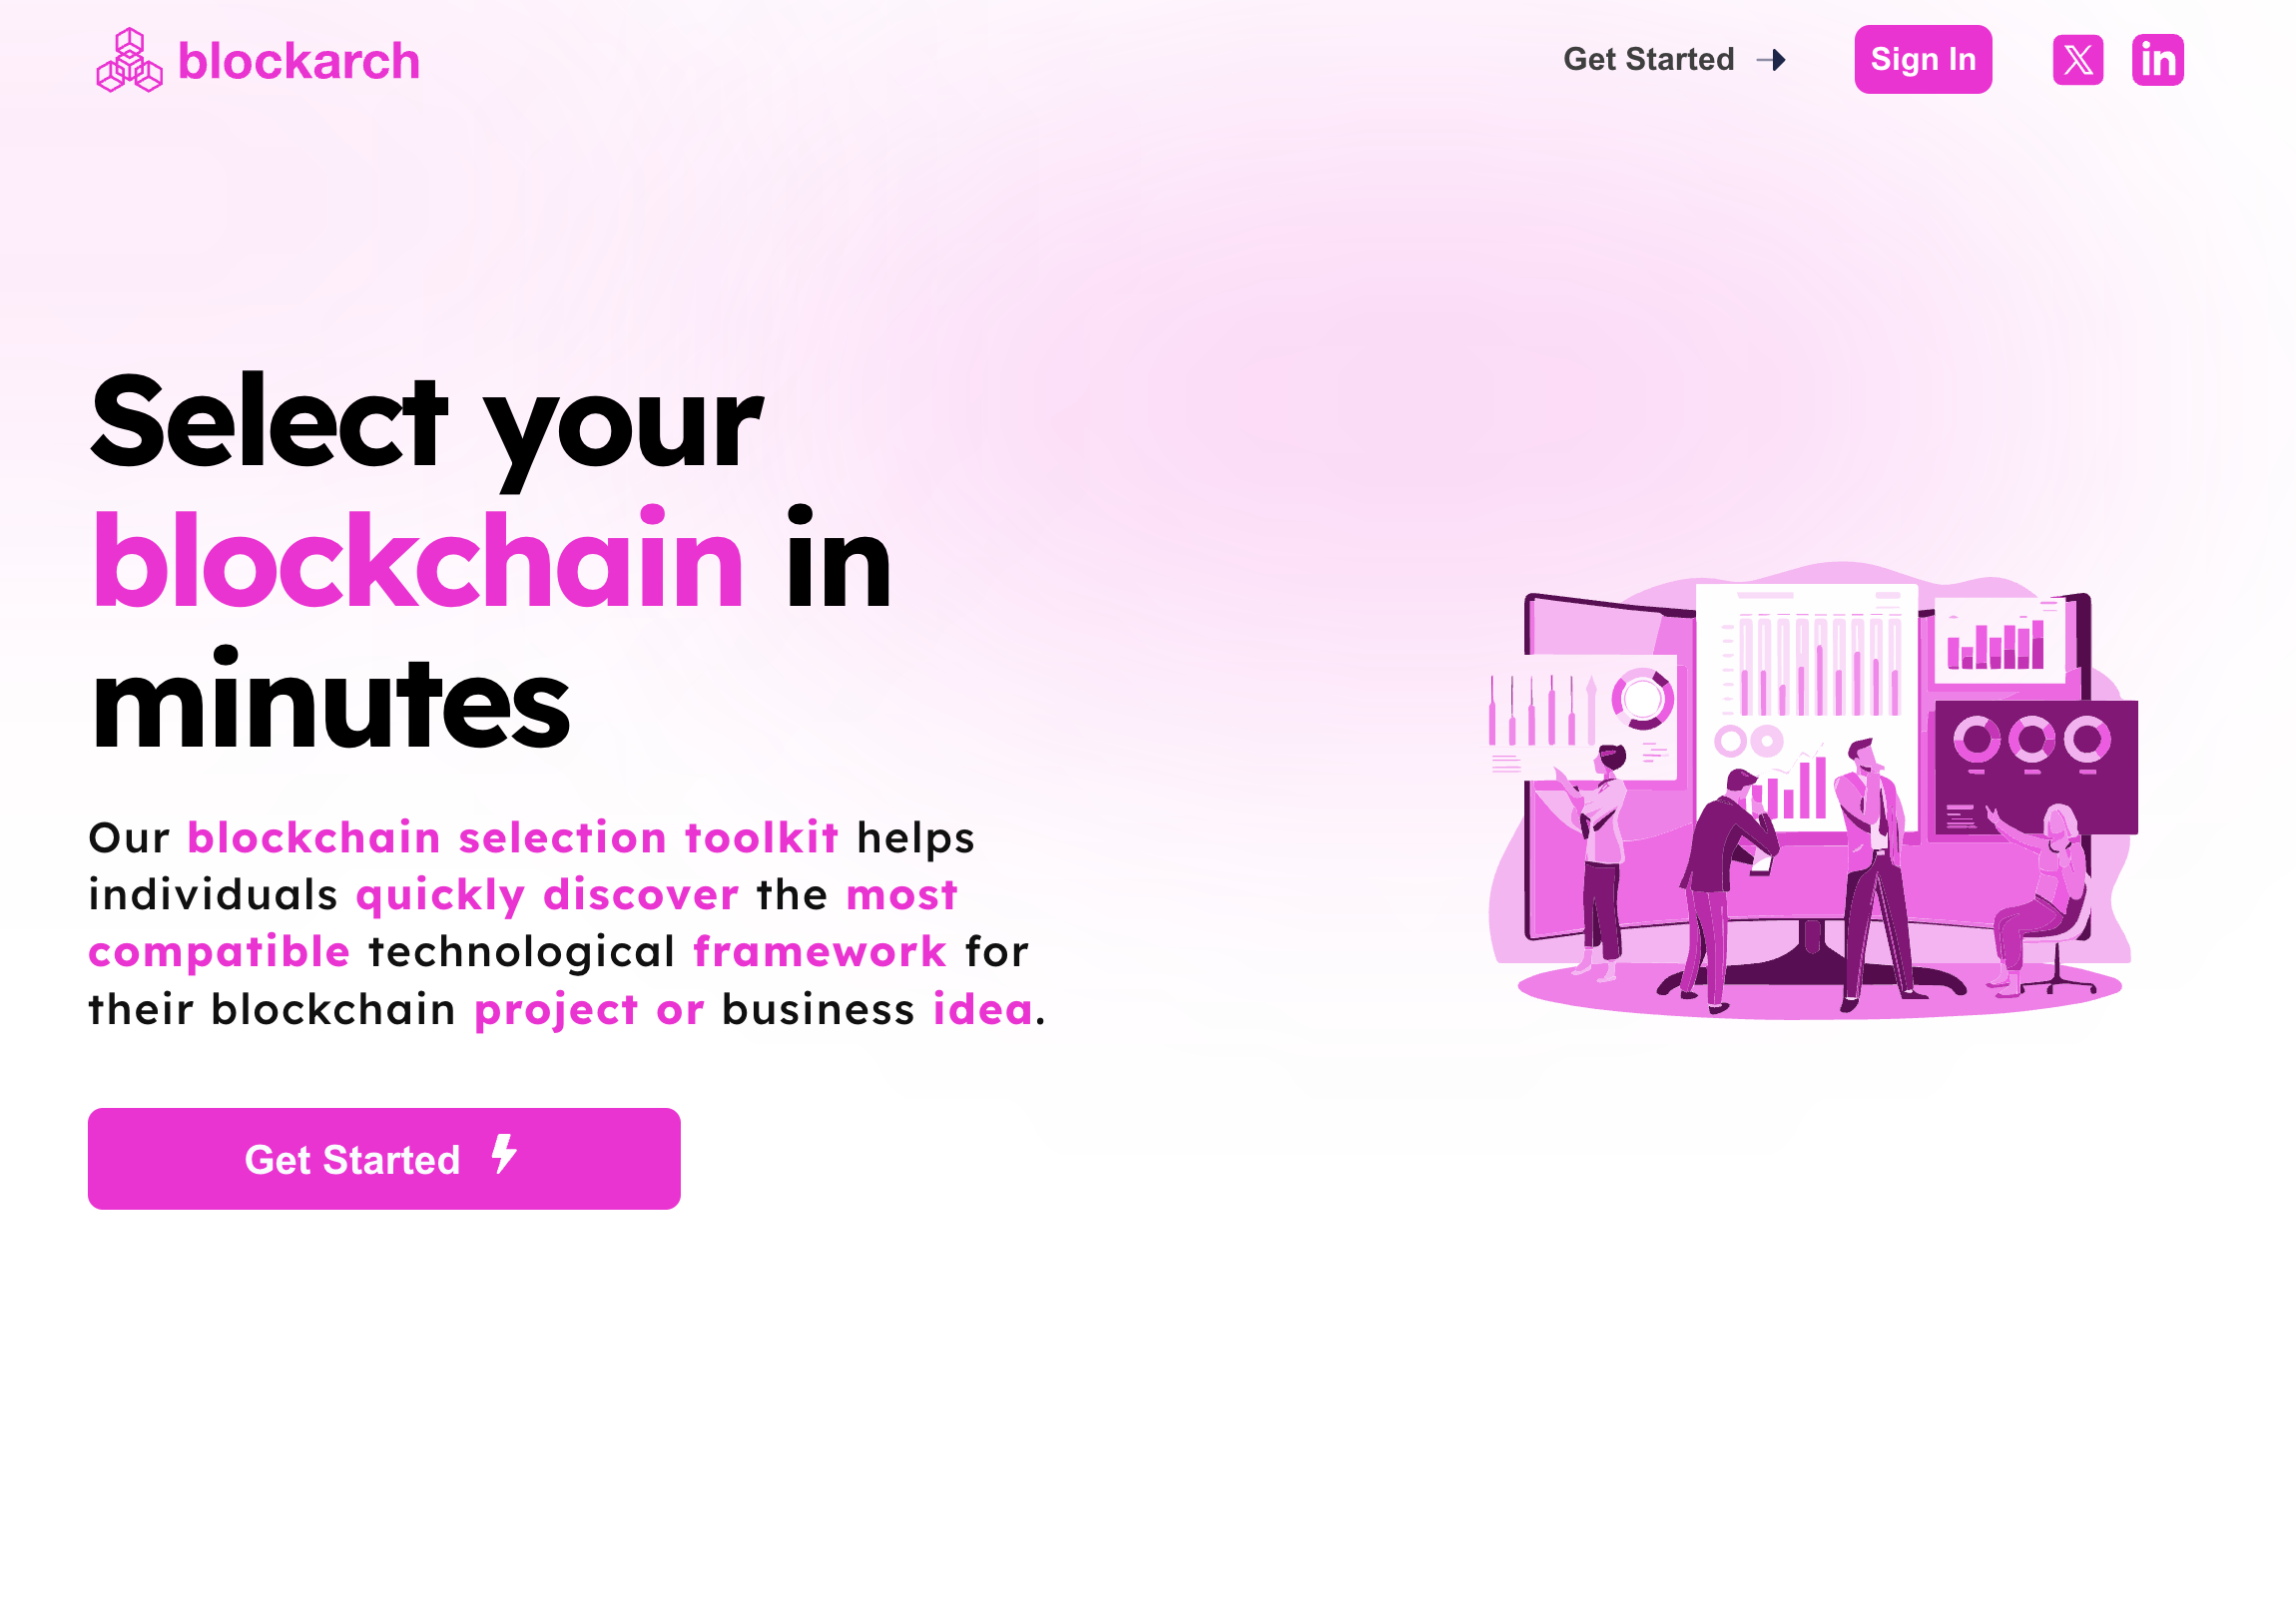 blockarch
Get Started
Sign In
X
in
Select your
blockchain in
minutes
Our blockchain selection toolkit helps
individuals quickly discover the most
compatible technological framework for
their blockchain project or business idea.
Get Started